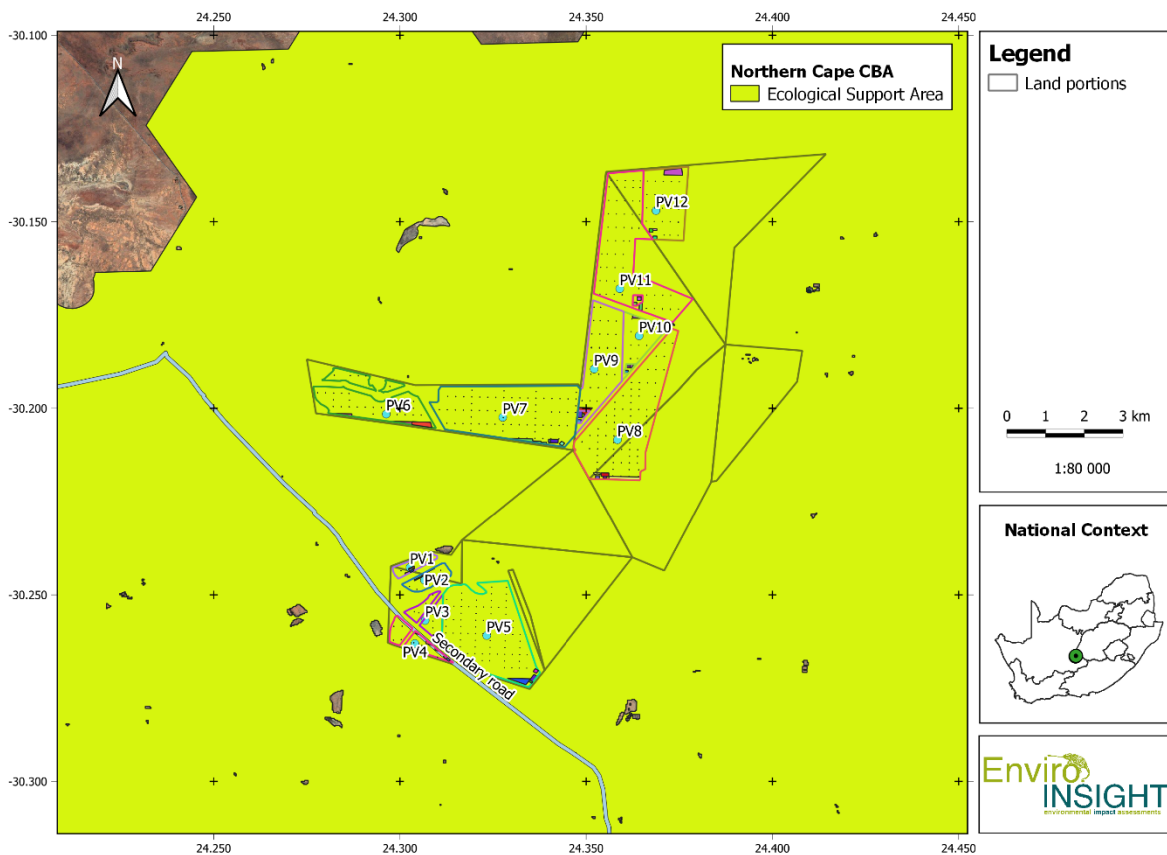 24.250 24.300 24.350 24.400 24.450
-30.100
N
Northern Cape CBA
Ecological Support Area
Legend
Land portions
-30.150
PV12
PV11
PV10
PV9
-30.200
PV6
PV7
PV8
0 1 2 3 km
1:80 000
National Context
PV1
PV2
-30.250
PV3
PV5
PV4
Secondary road
-30.300
Enviro
INSIGHT
environmental impact assessments
24.250 24.300 24.350 24.400 24.450